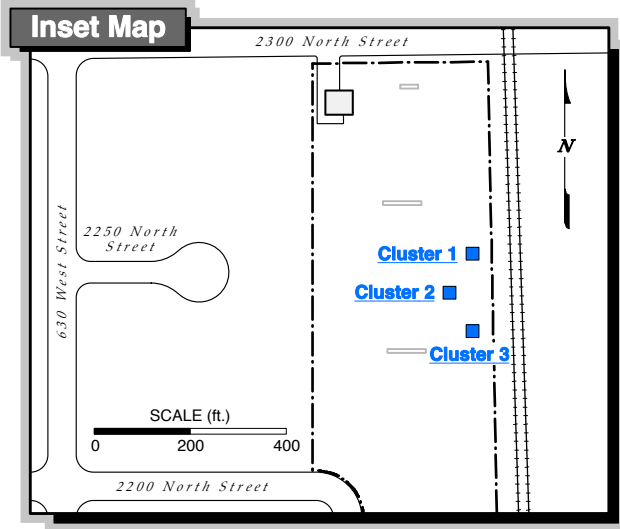 Inset Map
2300 North Street
N
630 West Street
2250 North
Street
Cluster 1
Cluster 2
Cluster 3
SCALE (ft.)
0 200 400
2200 North Street